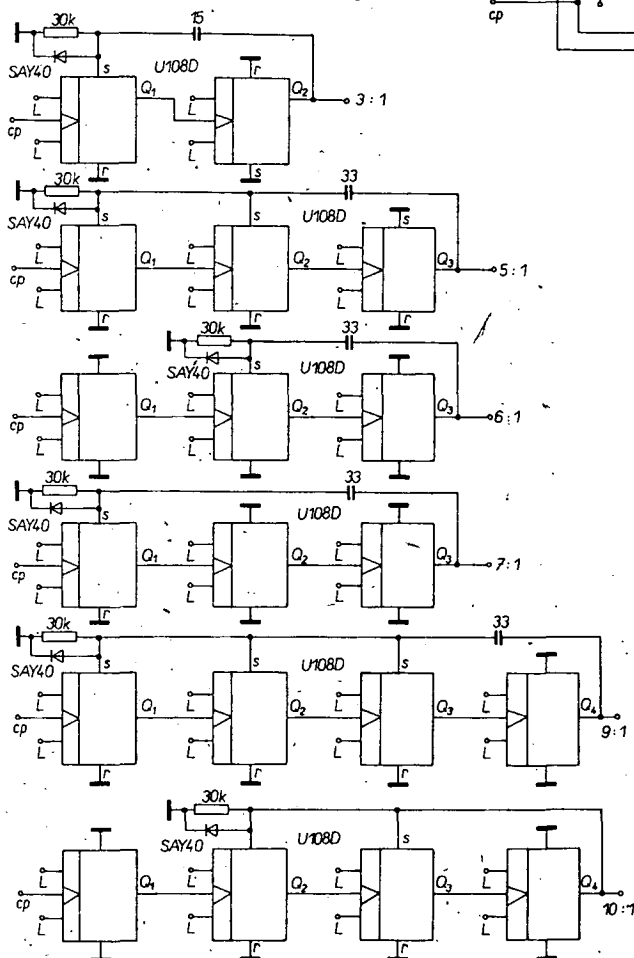 cp
30k 15
SAY40 U108D
s r
L Q₁ L Q₂ 3:1
cp
L L
r s
30k 33
SAY40 s s U108D s
L L L
cp Q₁ Q₂ Q₃ 5:1
L L L
r r r
30k 33
SAY40 s U108D
L Q₁ L Q₂ L Q₃ 6:1
cp
L L L
30k 33
SAY40 s U108D
L Q₁ L Q₂ L Q₃ 7:1
cp
L L L
r
30k 33
SAY40 s s U108D s
L Q₁ L Q₂ L Q₃ L Q₄
cp 9:1
L L L L
r r r
30k
SAY40 U108D s
L Q₁ L Q₂ L Q₃ L Q₄
cp 10:1
L L L L
r r